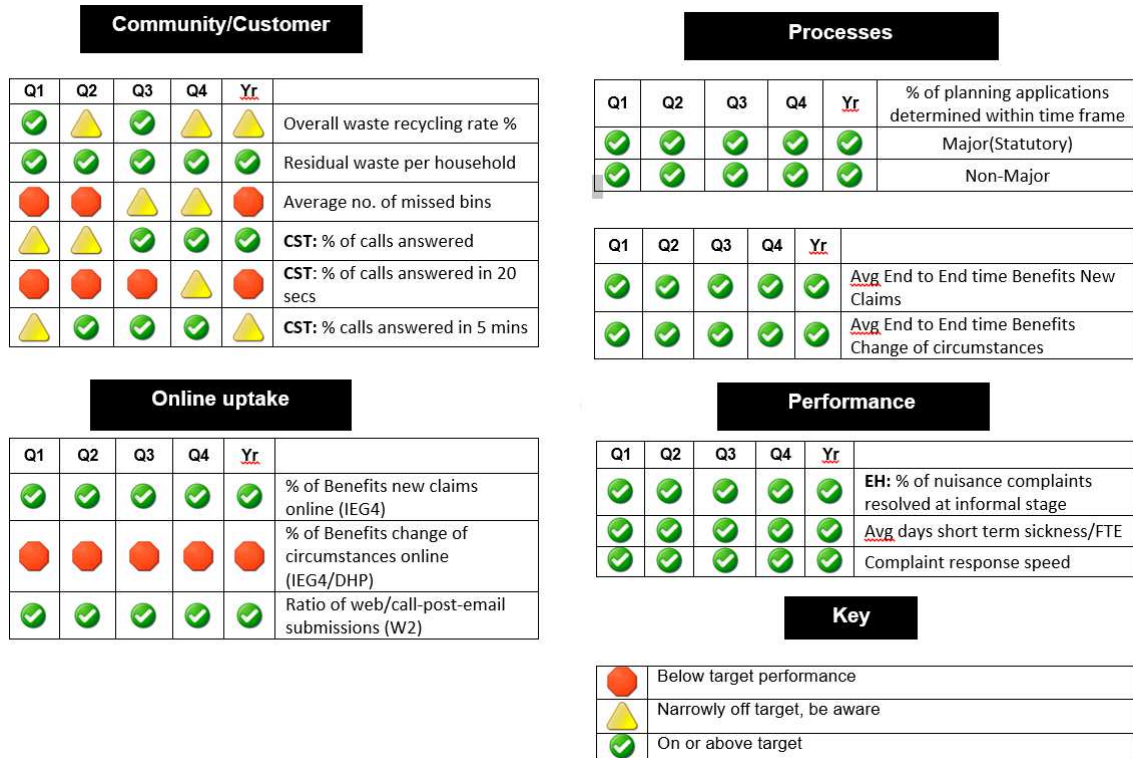 Community/Customer
Q1 Q2 Q3 Q4 Yr
Overall waste recycling rate %
Residual waste per household
Average no. of missed bins
CST: % of calls answered
CST: % of calls answered in 20
secs
CST: % calls answered in 5 mins
Online uptake
Q1 Q2 Q3 Q4 Yr
% of Benefits new claims
online (IEG4)
% of Benefits change of
circumstances online
(IEG4/DHP)
Ratio of web/call-post-email
submissions (W2)
Processes
Q1 Q2 Q3 Q4 Yr % of planning applications
determined within time frame
Major(Statutory)
Non-Major
Q1 Q2 Q3 Q4 Yr
Avg End to End time Benefits New
Claims
Avg End to End time Benefits
Change of circumstances
Performance
Q1 Q2 Q3 Q4 Yr
EH: % of nuisance complaints
resolved at informal stage
Avg days short term sickness/FTE
Complaint response speed
Key
Below target performance
Narrowly off target, be aware
On or above target